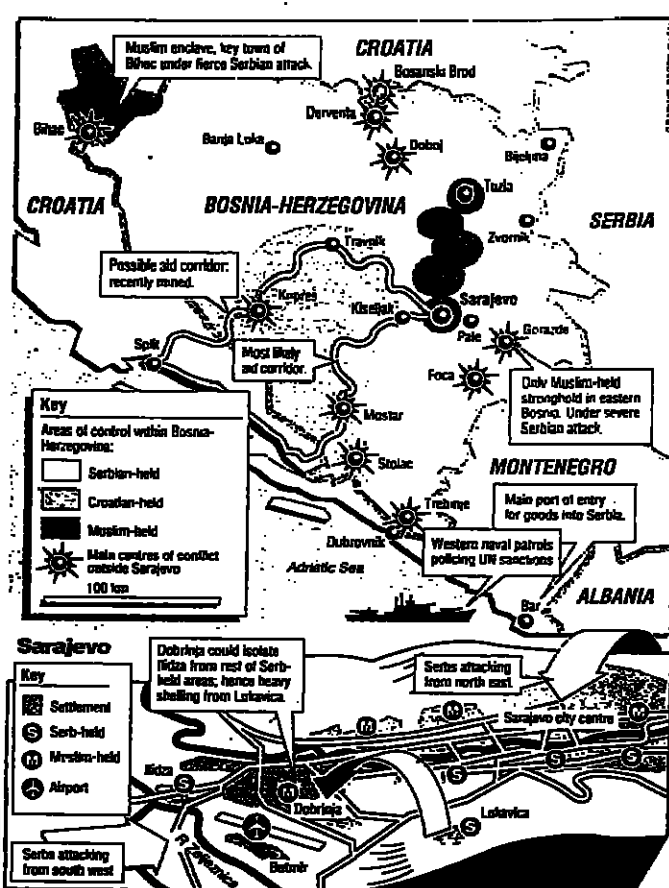 CROATIA
Muslim enclave, key town of
Bihac under fierce Serbian attack.
Bosanski Brod
Derventa
Bihac
Banja Luka
Doboj
Bijeljina
Tuzla
CROATIA
BOSNIA-HERZEGOVINA
SERBIA
Zvornik
Travnik
Possible aid corridor:
recently mined.
Kupres
Kiseljak
Sarajevo
Pale
Gorazde
Split
Most likely
aid corridor.
Foca
Only Muslim-held
stronghold in eastern
Bosnia. Under severe
Serbian attack.
Key
Areas of control within Bosnia-
Herzegovina:
Serbian-held
Croatian-held
Muslim-held
Main centres of conflict
outside Sarajevo
100 km
Mostar
Stolac
MONTENEGRO
Trebinje
Main port of entry
for goods into Serbia.
Dubrovnik
Western naval patrols
policing UN sanctions
Adriatic Sea
ALBANIA
Bar
Sarajevo
Key
Settlement
Serb-held
Muslim-held
Airport
Dobrinja could isolate
Ilidza from rest of Serb-
held areas; hence heavy
shelling from Lukavica.
Serbs attacking
from north east.
Sarajevo city centre
Ilidza
Dobrinja
Lukavica
Butmir
R. Zeljeznica
Serbs attacking
from south west